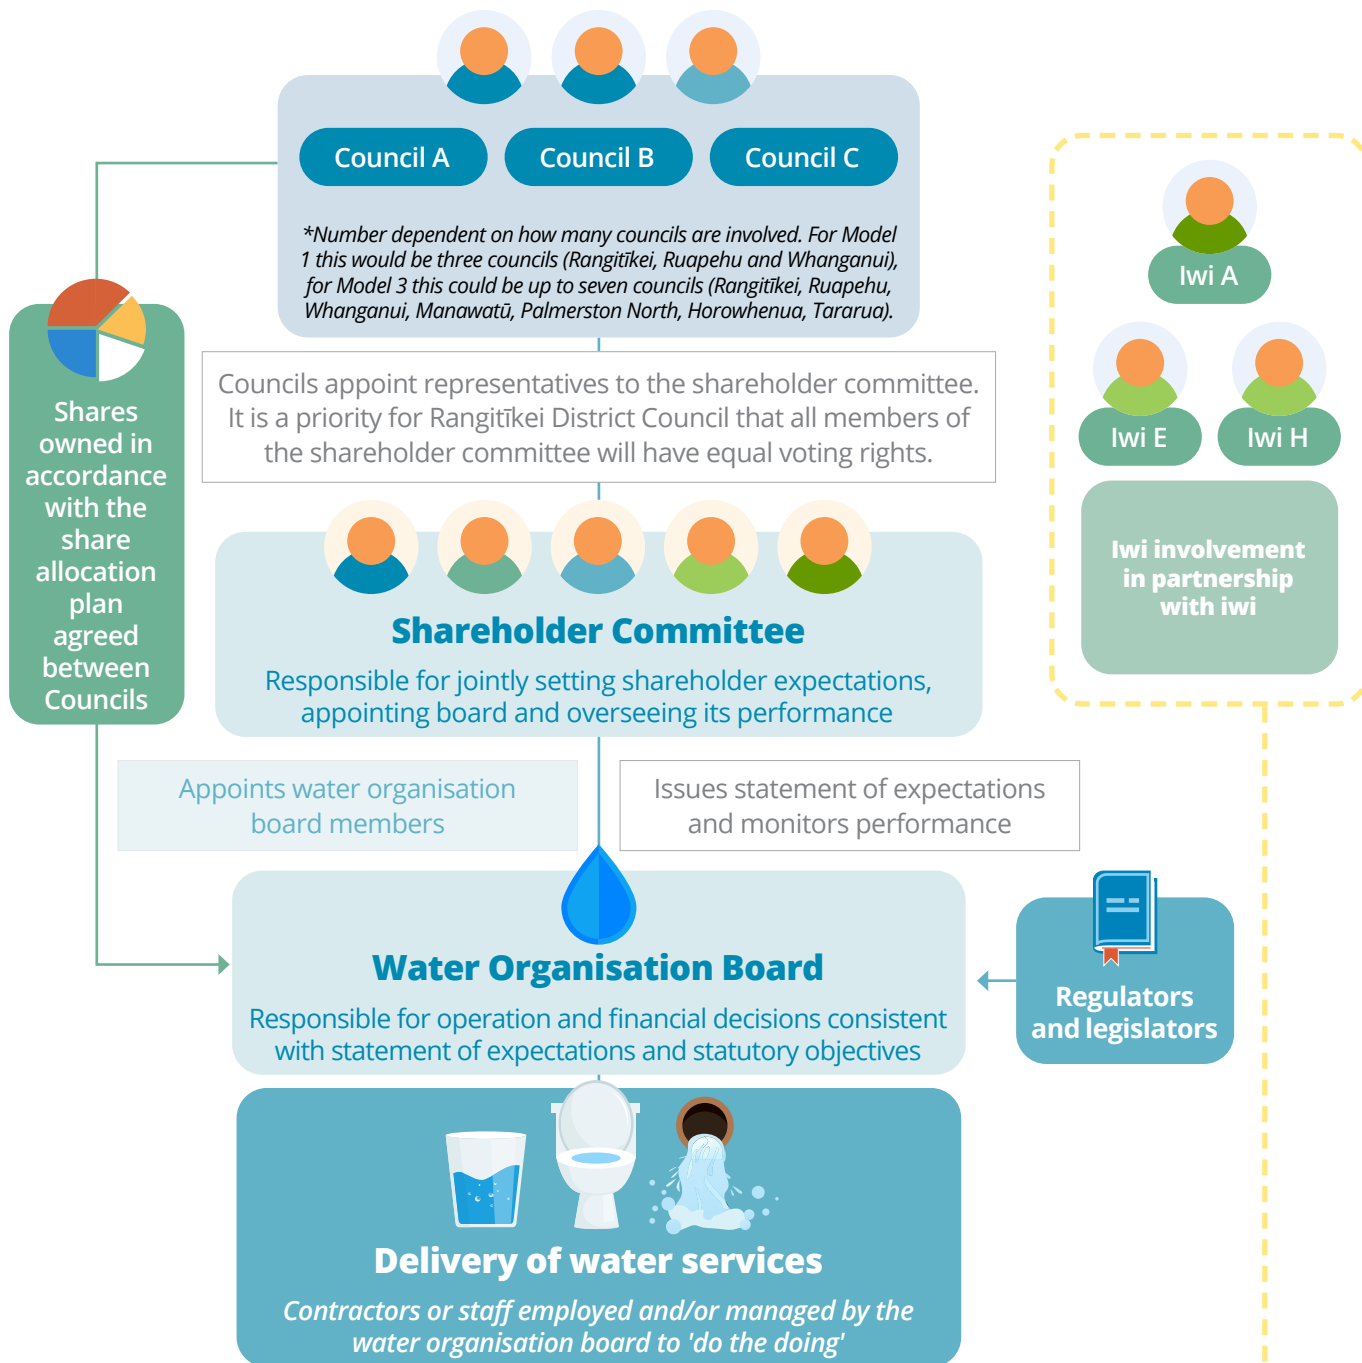 Council A
Council B
Council C
*Number dependent on how many councils are involved. For Model
1 this would be three councils (Rangitīkei, Ruapehu and Whanganui),
for Model 3 this could be up to seven councils (Rangitīkei, Ruapehu,
Whanganui, Manawatū, Palmerston North, Horowhenua, Tararua).
Shares
owned in
accordance
with the
share
allocation
plan
agreed
between
Councils
Councils appoint representatives to the shareholder committee.
It is a priority for Rangitīkei District Council that all members of
the shareholder committee will have equal voting rights.
Iwi A
Iwi E
Iwi H
Iwi involvement
in partnership
with iwi
Shareholder Committee
Responsible for jointly setting shareholder expectations,
appointing board and overseeing its performance
Appoints water organisation
board members
Issues statement of expectations
and monitors performance
Water Organisation Board
Responsible for operation and financial decisions consistent
with statement of expectations and statutory objectives
Regulators
and legislators
Delivery of water services
Contractors or staff employed and/or managed by the
water organisation board to 'do the doing'